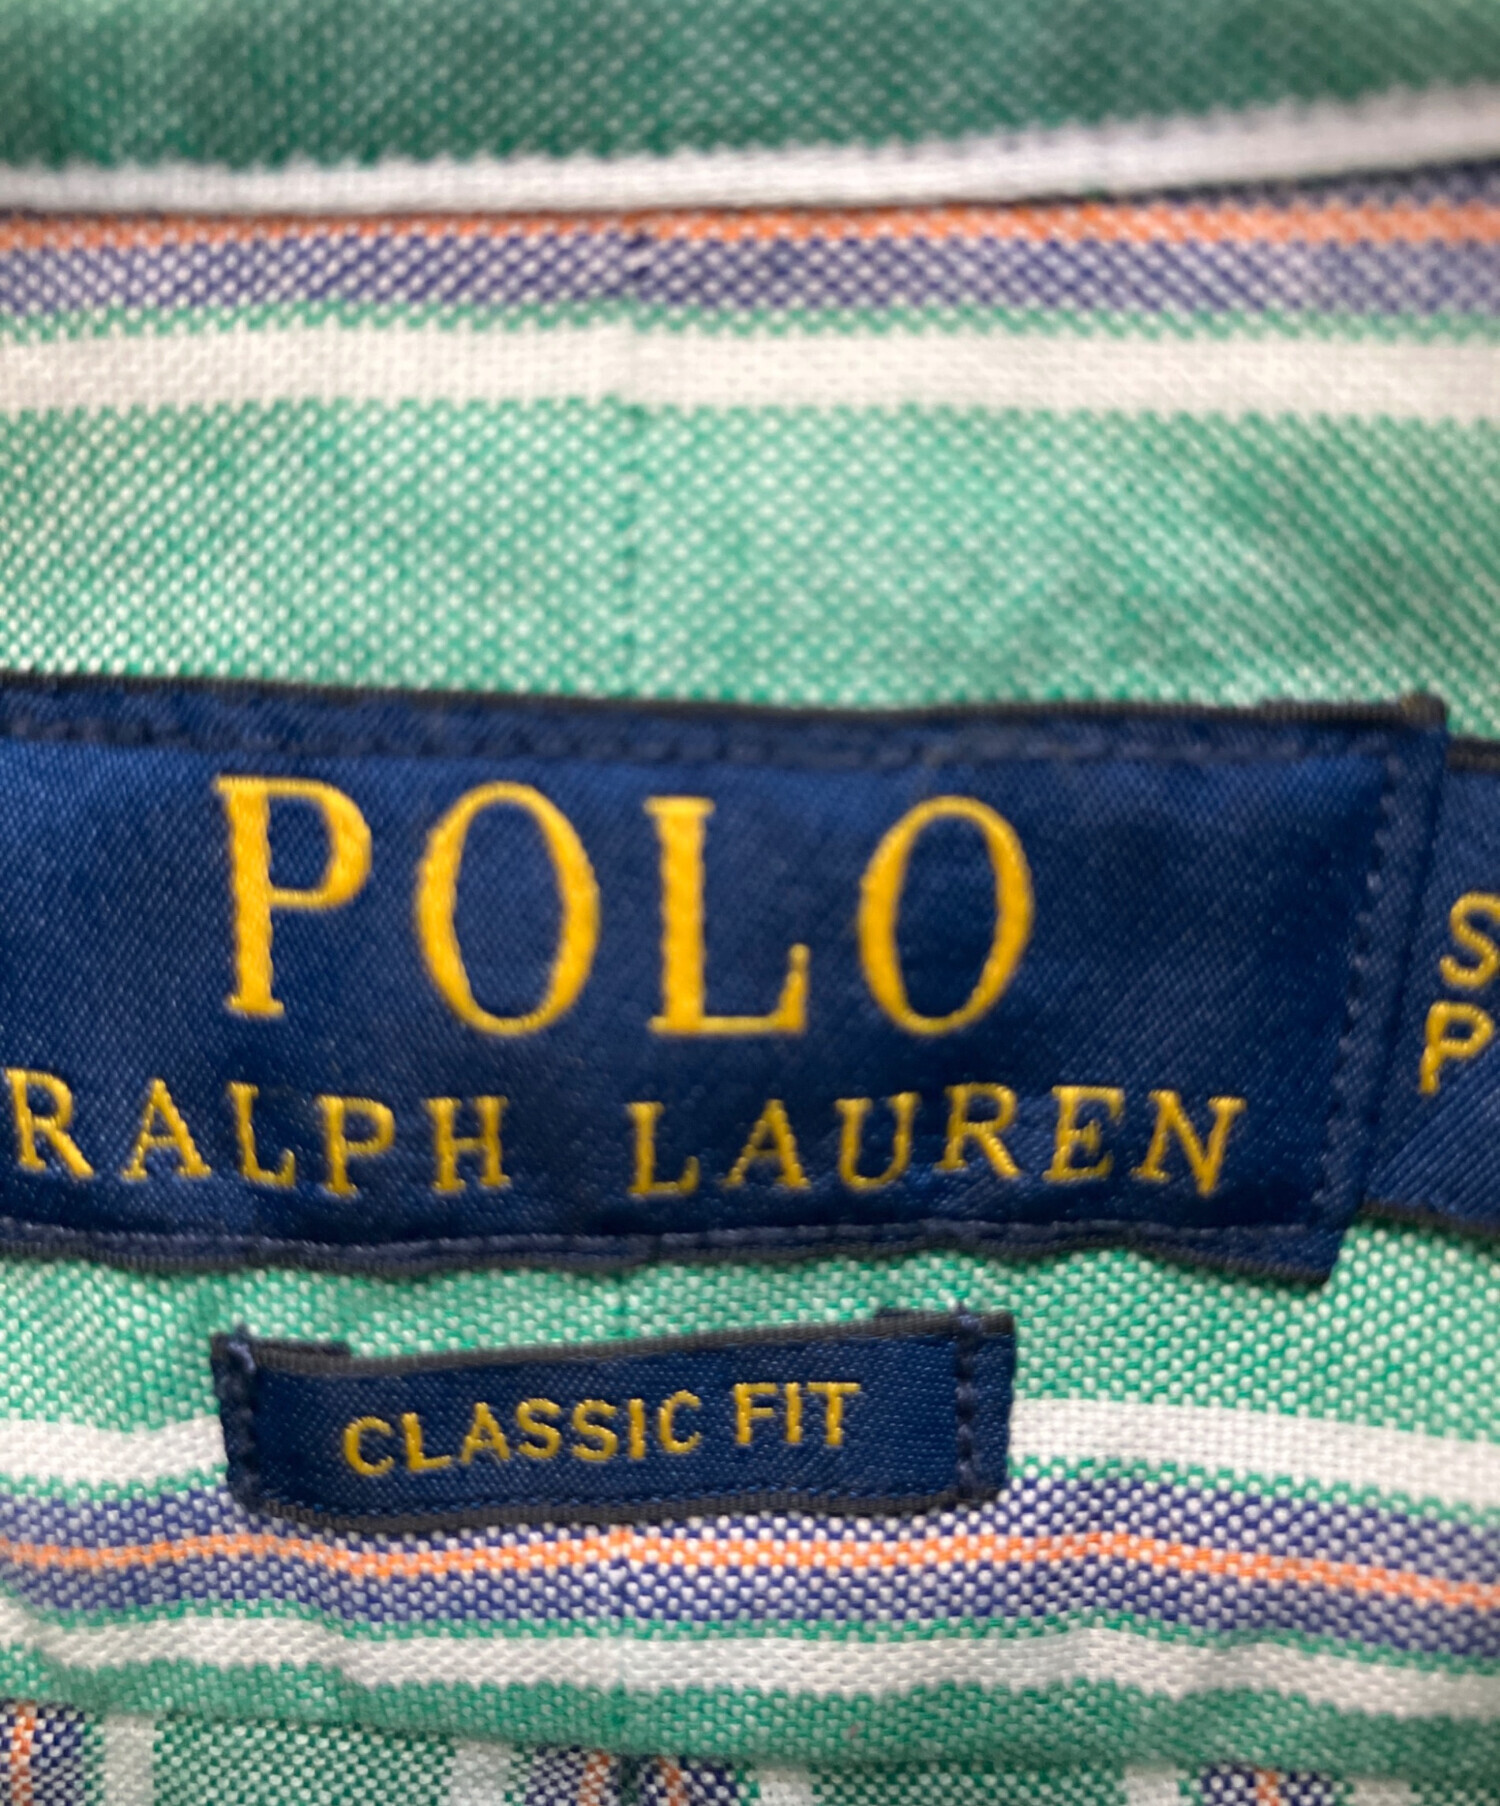 POLO
RALPH LAUREN
S
P
CLASSIC FIT